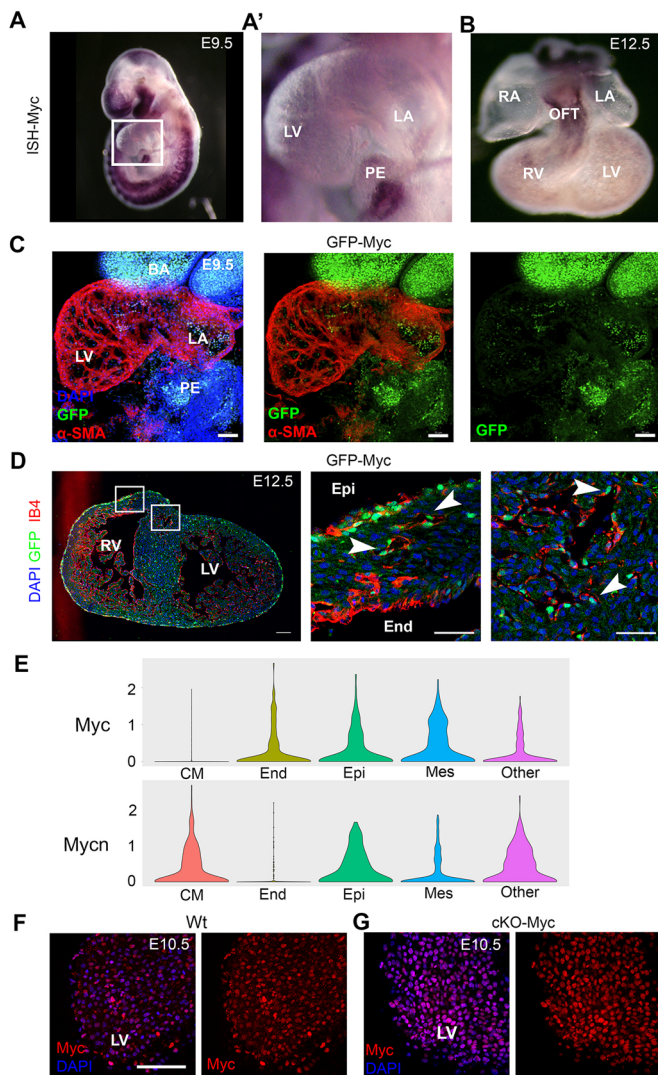 A
E9.5
ISH-Myc
A'
LV
LA
PE
B
E12.5
RA
LA
OFT
RV
LV
GFP-Myc
C
BA
E9.5
LV
LA
PE
DAPI
GFP
α-SMA
GFP
GFP
GFP-Myc
D
E12.5
DAPI GFP IB4
RV
LV
Epi
End
E
Myc
2
1
0
CM End Epi Mes Other
Mycn
2
1
0
CM End Epi Mes Other
F
Wt
E10.5
LV
Myc
DAPI
Myc
G
cKO-Myc
E10.5
LV
Myc
DAPI
Myc